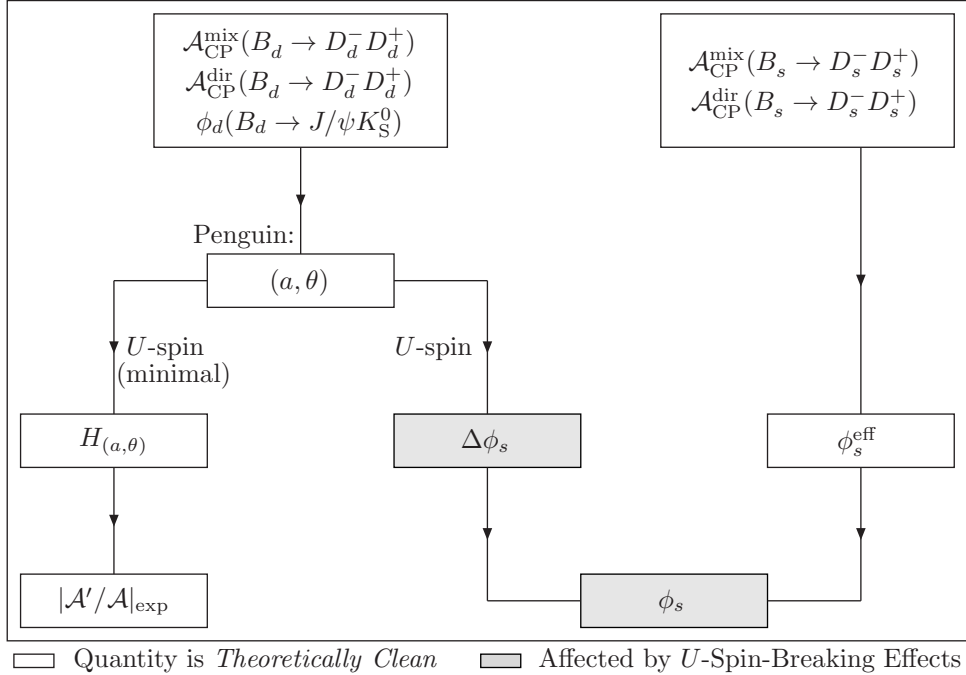 𝒜_CP^mix(B_d → D_d^− D_d^+)
𝒜_CP^dir(B_d → D_d^− D_d^+)
ϕ_d(B_d → J/ψK_S^0)
𝒜_CP^mix(B_s → D_s^− D_s^+)
𝒜_CP^dir(B_s → D_s^− D_s^+)
Penguin:
(a, θ)
U-spin
(minimal)
U-spin
H_(a,θ)
Δϕ_s
ϕ_s^eff
|𝒜′/𝒜|_exp
ϕ_s
Quantity is Theoretically Clean
Affected by U-Spin-Breaking Effects